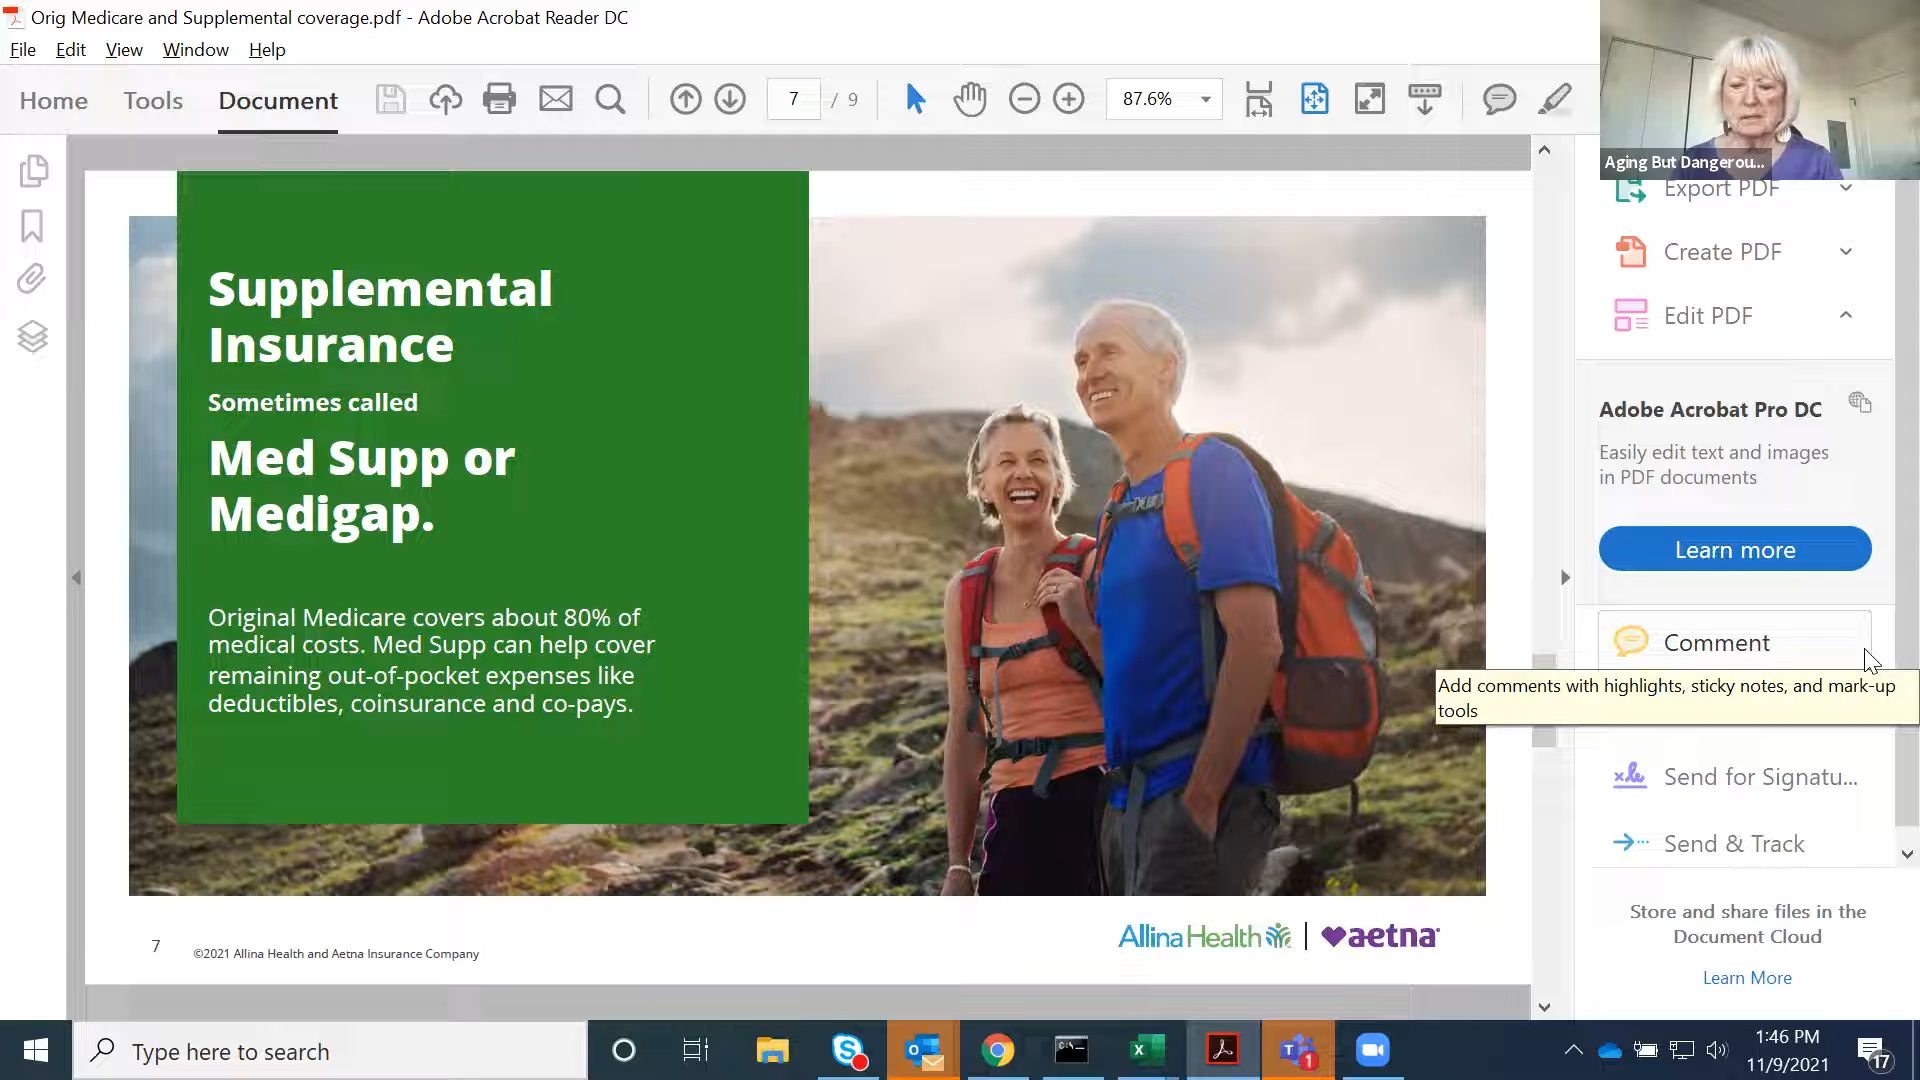 Orig Medicare and Supplemental coverage.pdf - Adobe Acrobat Reader DC
File Edit View Window Help
Home Tools Document 7 / 9 87.6%
Aging But Dangerou...
Export PDF
Create PDF
Edit PDF
Adobe Acrobat Pro DC
Easily edit text and images
in PDF documents
Learn more
Comment
Add comments with highlights, sticky notes, and mark-up
tools
Send for Signatu...
Send & Track
Store and share files in the
Document Cloud
Learn More
Supplemental
Insurance
Sometimes called
Med Supp or
Medigap.
Original Medicare covers about 80% of
medical costs. Med Supp can help cover
remaining out-of-pocket expenses like
deductibles, coinsurance and co-pays.
7
©2021 Allina Health and Aetna Insurance Company
Allina Health
aetna
Type here to search
1
1:46 PM
11/9/2021
17